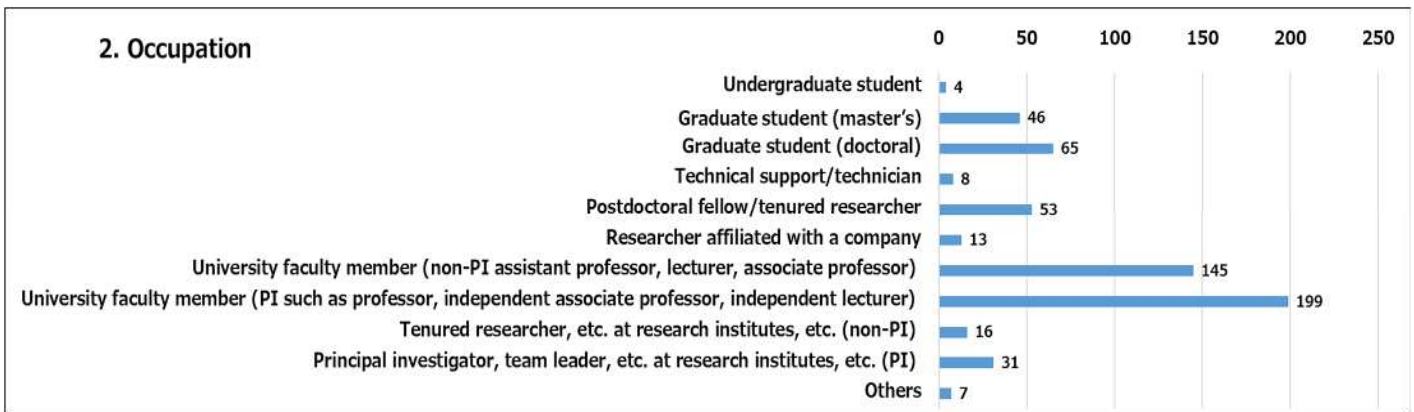 2. Occupation
0 50 100 150 200 250
Undergraduate student 4
Graduate student (master's) 46
Graduate student (doctoral) 65
Technical support/technician 8
Postdoctoral fellow/tenured researcher 53
Researcher affiliated with a company 13
University faculty member (non-PI assistant professor, lecturer, associate professor) 145
University faculty member (PI such as professor, independent associate professor, independent lecturer) 199
Tenured researcher, etc. at research institutes, etc. (non-PI) 16
Principal investigator, team leader, etc. at research institutes, etc. (PI) 31
Others 7